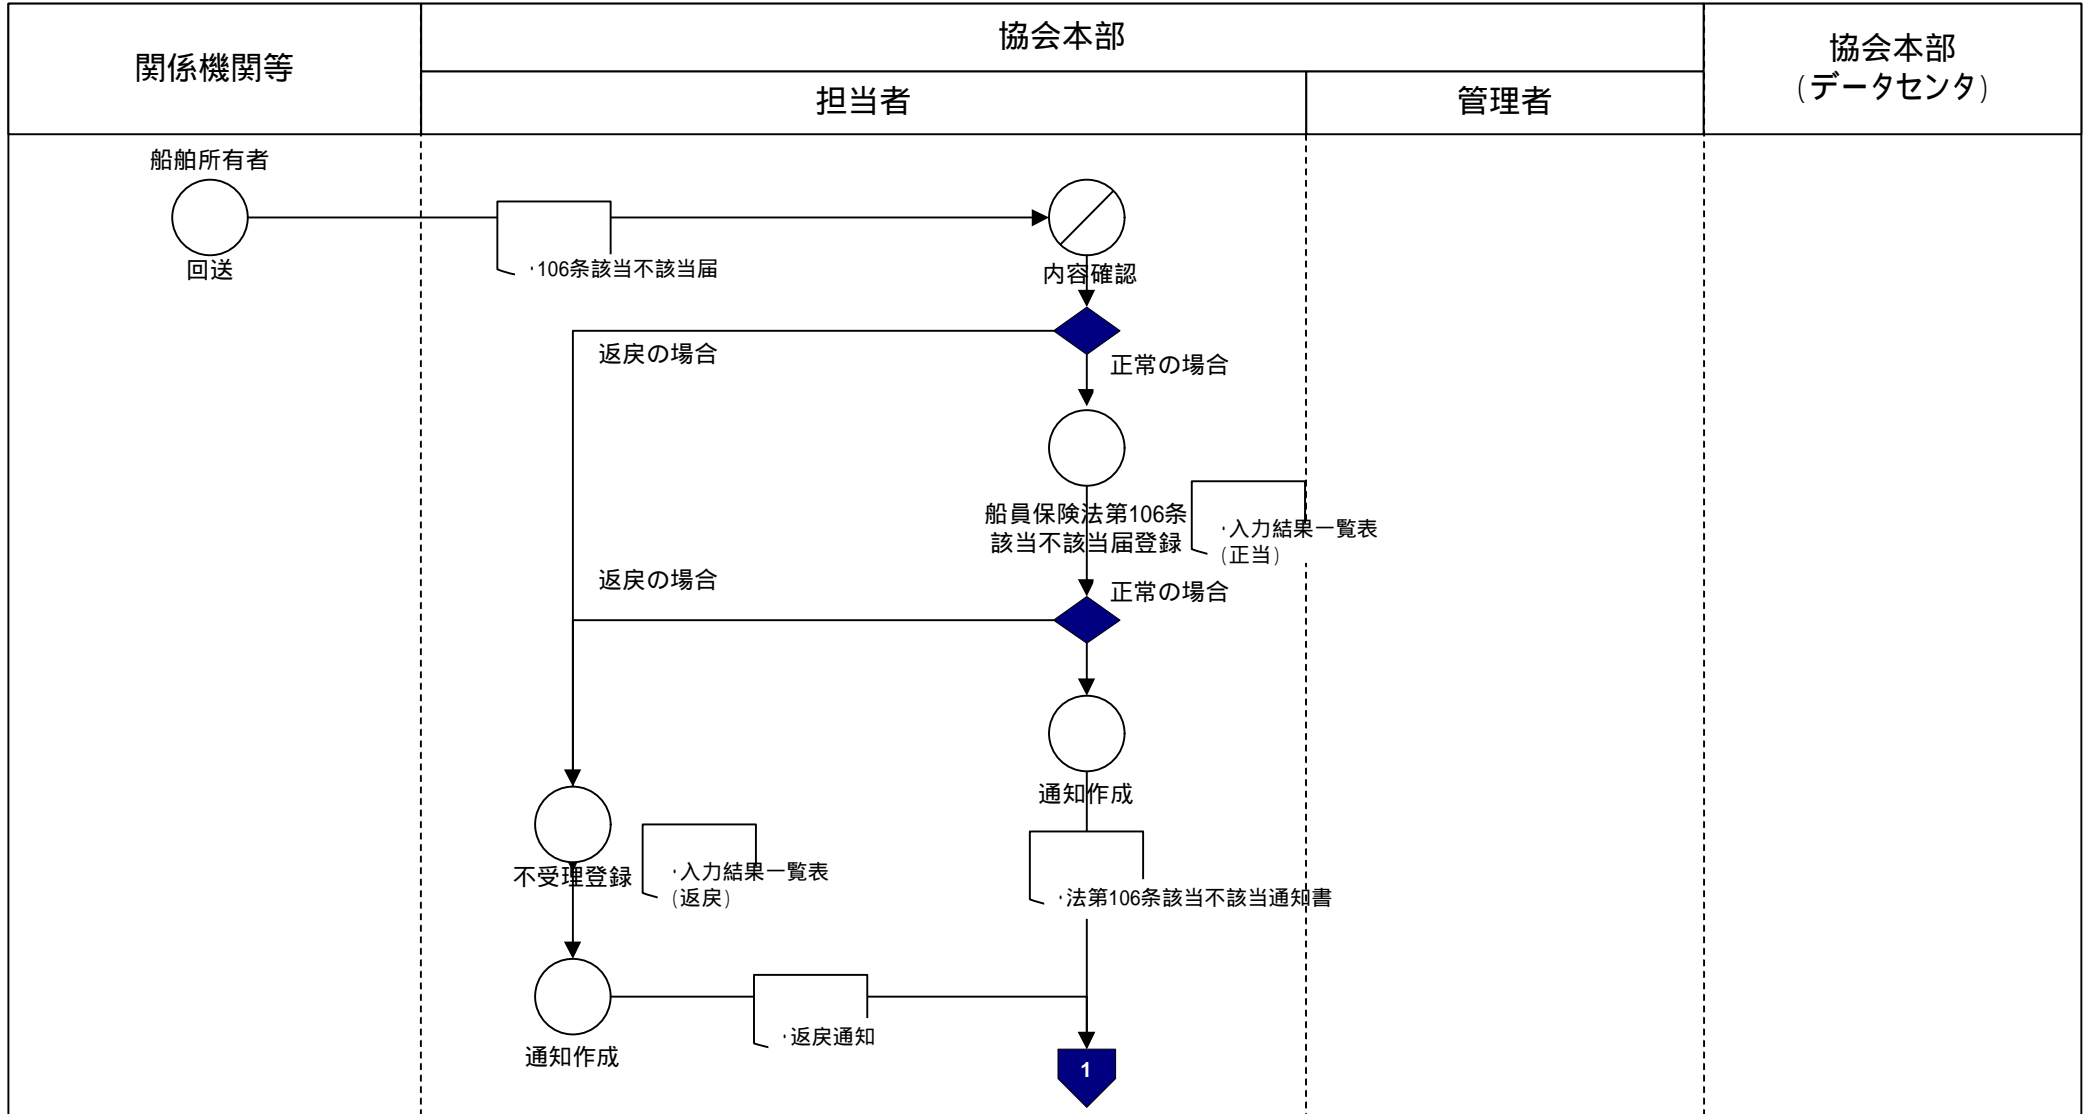 関係機関等
協会本部
担当者
管理者
協会本部
(データセンタ)
船舶所有者
回送
・106条該当不該当届
内容確認
返戻の場合
正常の場合
船員保険法第106条
該当不該当届登録
・入力結果一覧表
(正当)
返戻の場合
正常の場合
通知作成
不受理登録
・入力結果一覧表
(返戻)
・法第106条該当不該当通知書
通知作成
・返戻通知
1